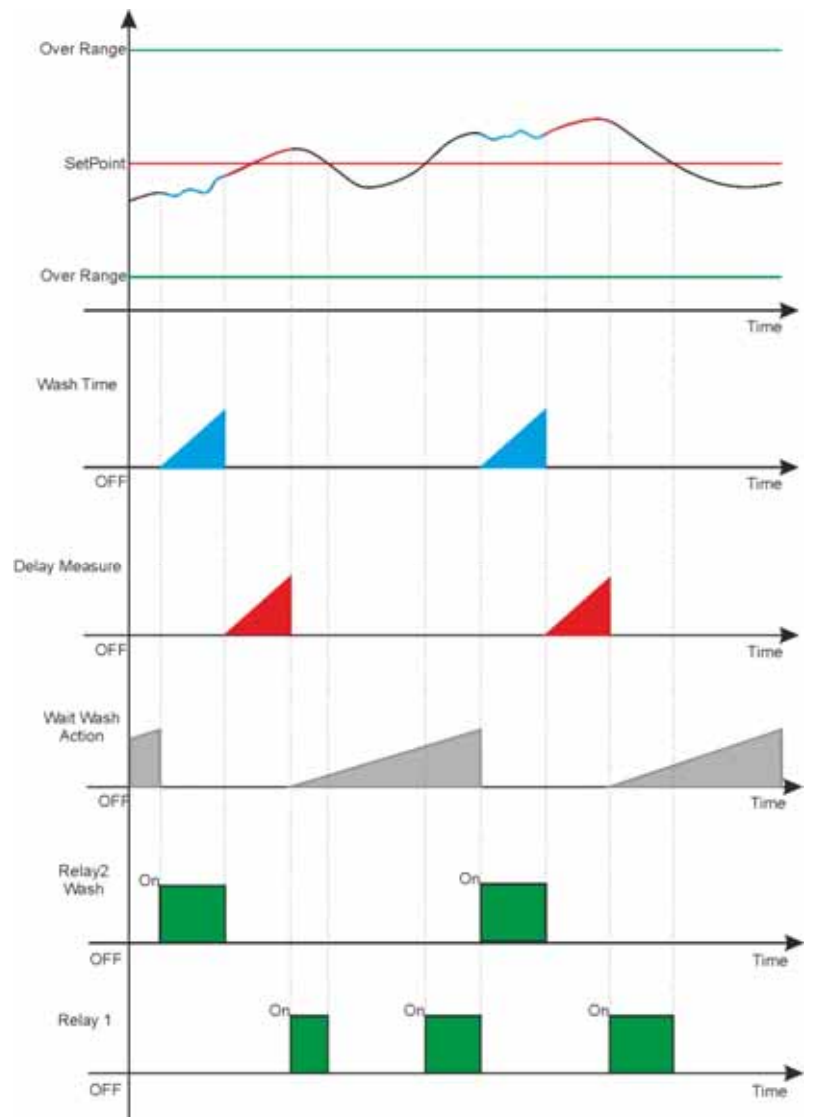 Over Range
SetPoint
Over Range
Time
Wash Time
OFF
Time
Delay Measure
OFF
Time
Wait Wash
Action
OFF
Time
Relay2
Wash
On
On
OFF
Time
Relay 1
On
On
On
OFF
Time